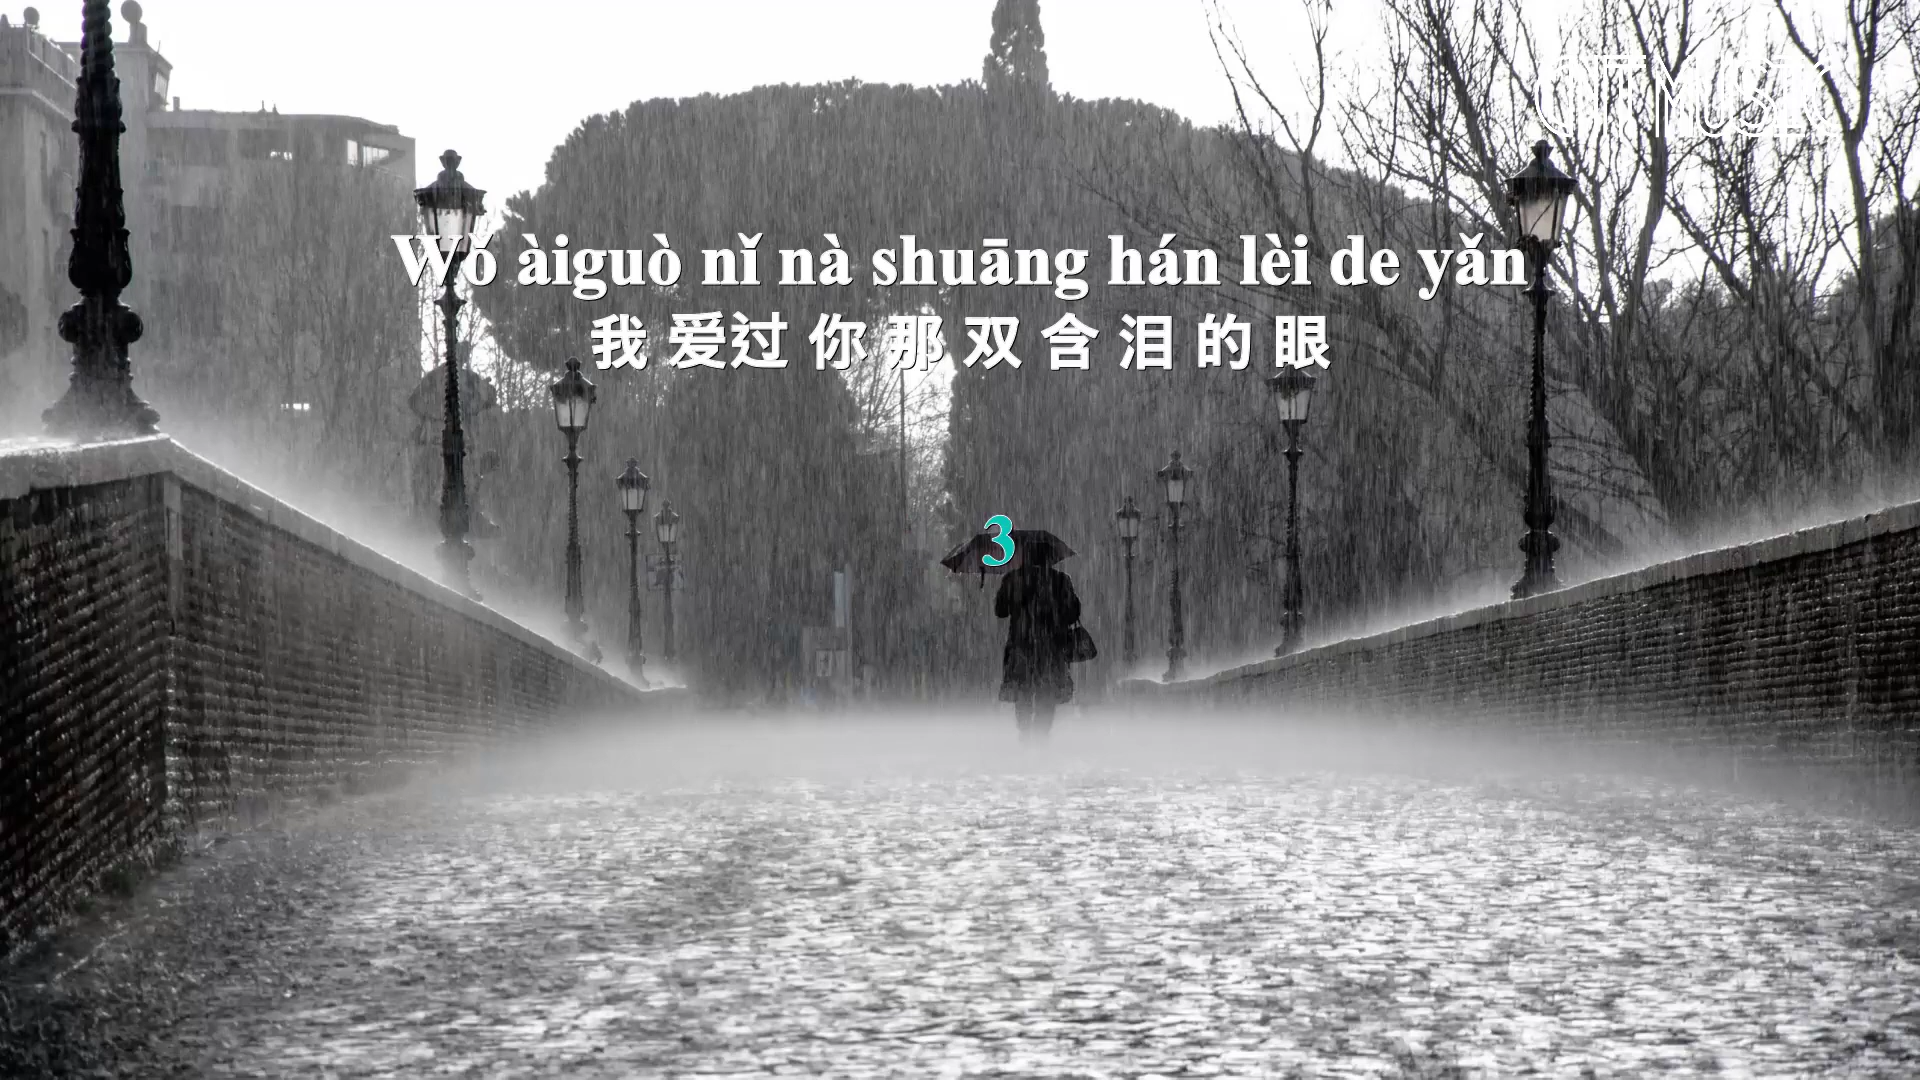 Wǒ àiguò nǐ nà shuāng hán lèi de yǎn
我 爱过 你 那 双 含 泪 的 眼
3